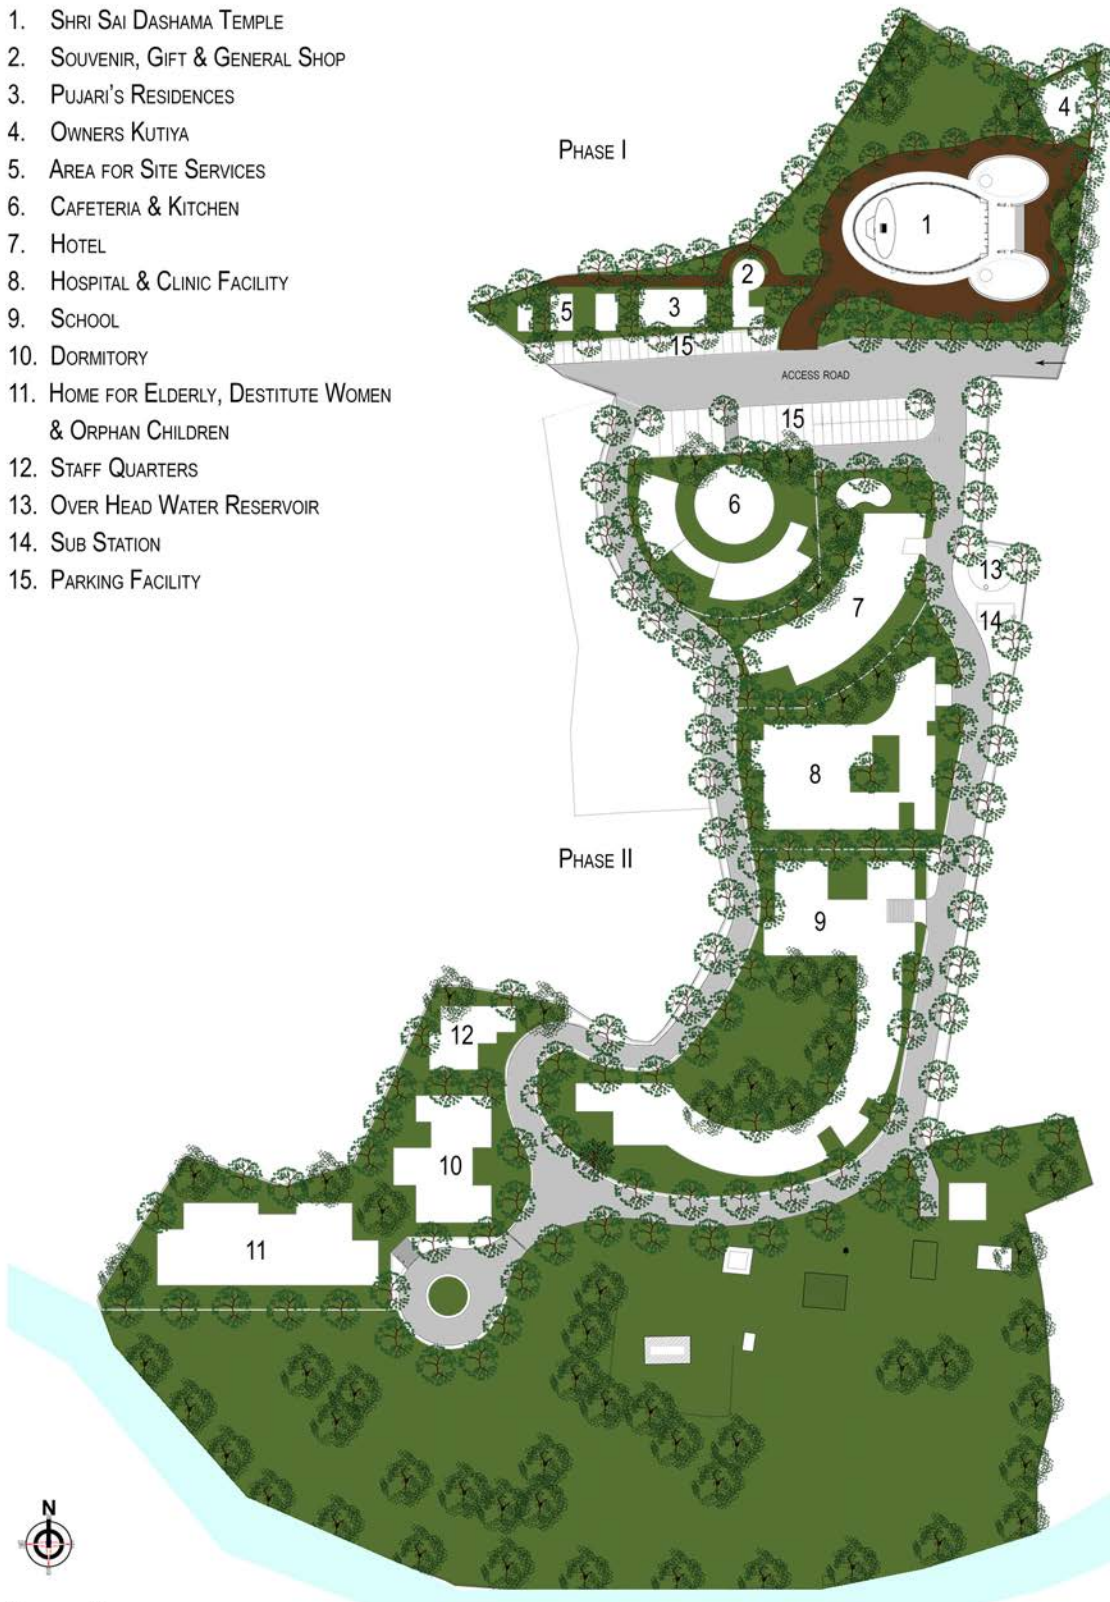 1. Shri Sai Dashama Temple
2. Souvenir, Gift & General Shop
3. Pujari's Residences
4. Owners Kutiya
5. Area for Site Services
6. Cafeteria & Kitchen
7. Hotel
8. Hospital & Clinic Facility
9. School
10. Dormitory
11. Home for Elderly, Destitute Women
& Orphan Children
12. Staff Quarters
13. Over Head Water Reservoir
14. Sub Station
15. Parking Facility
Phase I
4
1
2
5
3
15
ACCESS ROAD
15
6
13
7
14
8
Phase II
9
12
10
11
N